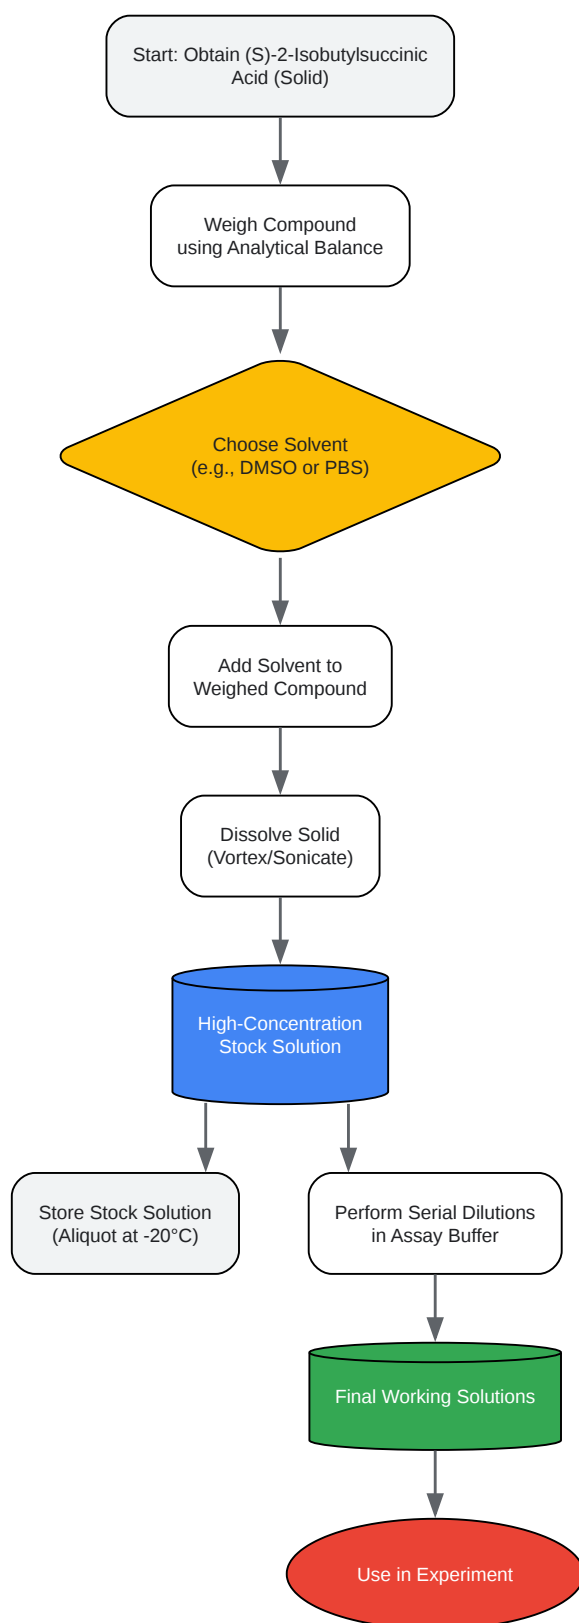 Start: Obtain (S)-2-Isobutylsuccinic
Acid (Solid)
Weigh Compound
using Analytical Balance
Choose Solvent
(e.g., DMSO or PBS)
Add Solvent to
Weighed Compound
Dissolve Solid
(Vortex/Sonicate)
High-Concentration
Stock Solution
Store Stock Solution
(Aliquot at -20°C)
Perform Serial Dilutions
in Assay Buffer
Final Working Solutions
Use in Experiment